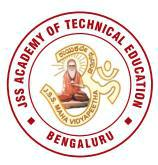 JSS ACADEMY OF TECHNICAL EDUCATION
J.S.S. MAHA VIDYAPEETHA
• BENGALURU •